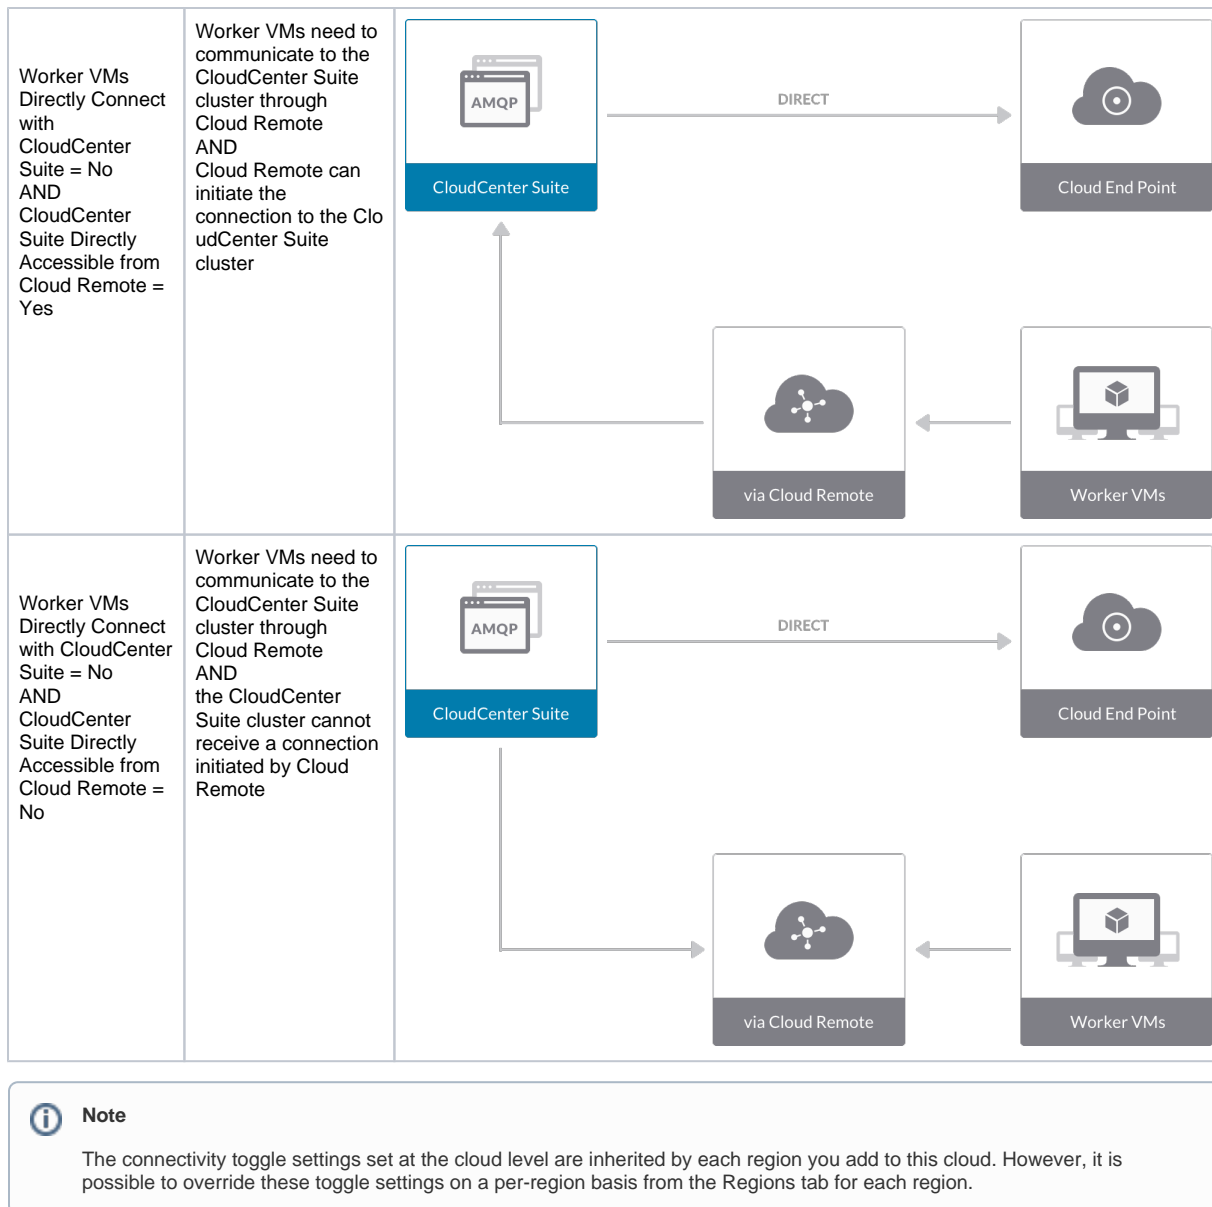 Worker VMs
Directly Connect
with
CloudCenter
Suite = No
AND
CloudCenter
Suite Directly
Accessible from
Cloud Remote =
Yes
Worker VMs need to
communicate to the
CloudCenter Suite
cluster through
Cloud Remote
AND
Cloud Remote can
initiate the
connection to the Clo
udCenter Suite
cluster
AMQP
CloudCenter Suite
DIRECT
Cloud End Point
via Cloud Remote
Worker VMs
Worker VMs
Directly Connect
with CloudCenter
Suite = No
AND
CloudCenter
Suite Directly
Accessible from
Cloud Remote =
No
Worker VMs need to
communicate to the
CloudCenter Suite
cluster through
Cloud Remote
AND
the CloudCenter
Suite cluster cannot
receive a connection
initiated by Cloud
Remote
AMQP
CloudCenter Suite
DIRECT
Cloud End Point
via Cloud Remote
Worker VMs
Note
The connectivity toggle settings set at the cloud level are inherited by each region you add to this cloud. However, it is
possible to override these toggle settings on a per-region basis from the Regions tab for each region.